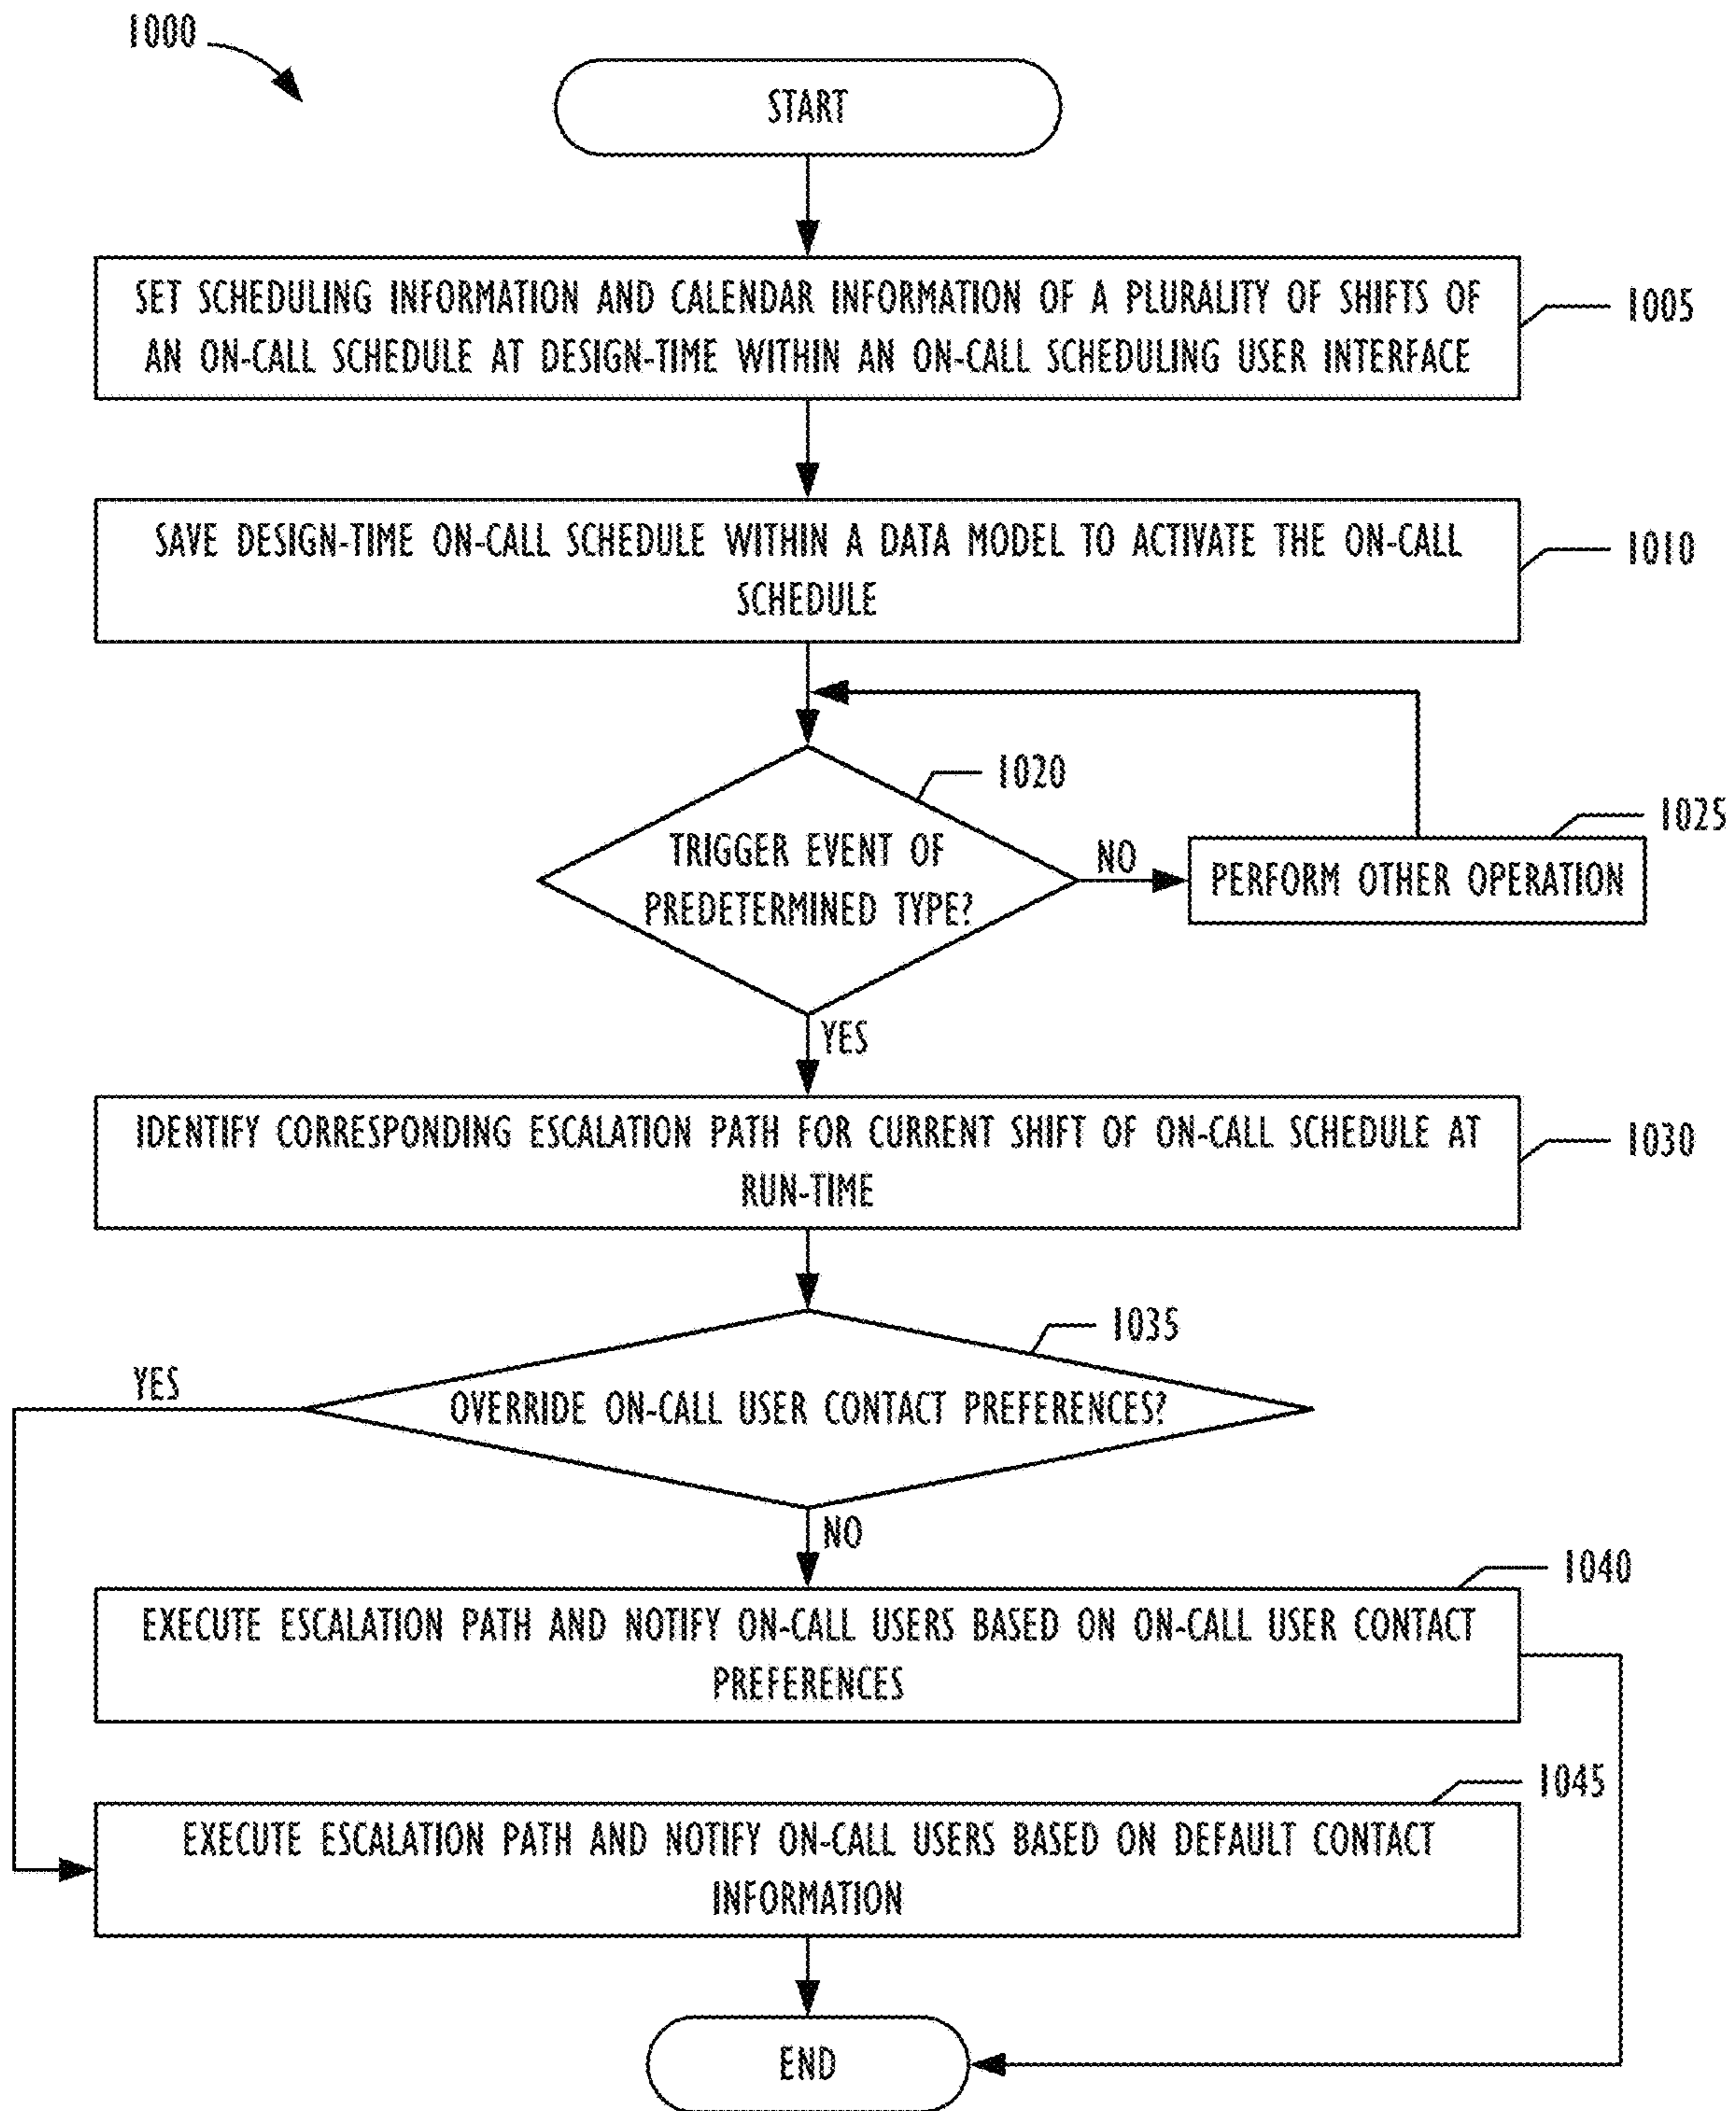 1000
START
SET SCHEDULING INFORMATION AND CALENDAR INFORMATION OF A PLURALITY OF SHIFTS OF
AN ON-CALL SCHEDULE AT DESIGN-TIME WITHIN AN ON-CALL SCHEDULING USER INTERFACE
1005
SAVE DESIGN-TIME ON-CALL SCHEDULE WITHIN A DATA MODEL TO ACTIVATE THE ON-CALL
SCHEDULE
1010
1020
TRIGGER EVENT OF
PREDETERMINED TYPE?
NO
1025
PERFORM OTHER OPERATION
YES
IDENTIFY CORRESPONDING ESCALATION PATH FOR CURRENT SHIFT OF ON-CALL SCHEDULE AT
RUN-TIME
1030
1035
YES
OVERRIDE ON-CALL USER CONTACT PREFERENCES?
NO
1040
EXECUTE ESCALATION PATH AND NOTIFY ON-CALL USERS BASED ON ON-CALL USER CONTACT
PREFERENCES
1045
EXECUTE ESCALATION PATH AND NOTIFY ON-CALL USERS BASED ON DEFAULT CONTACT
INFORMATION
END